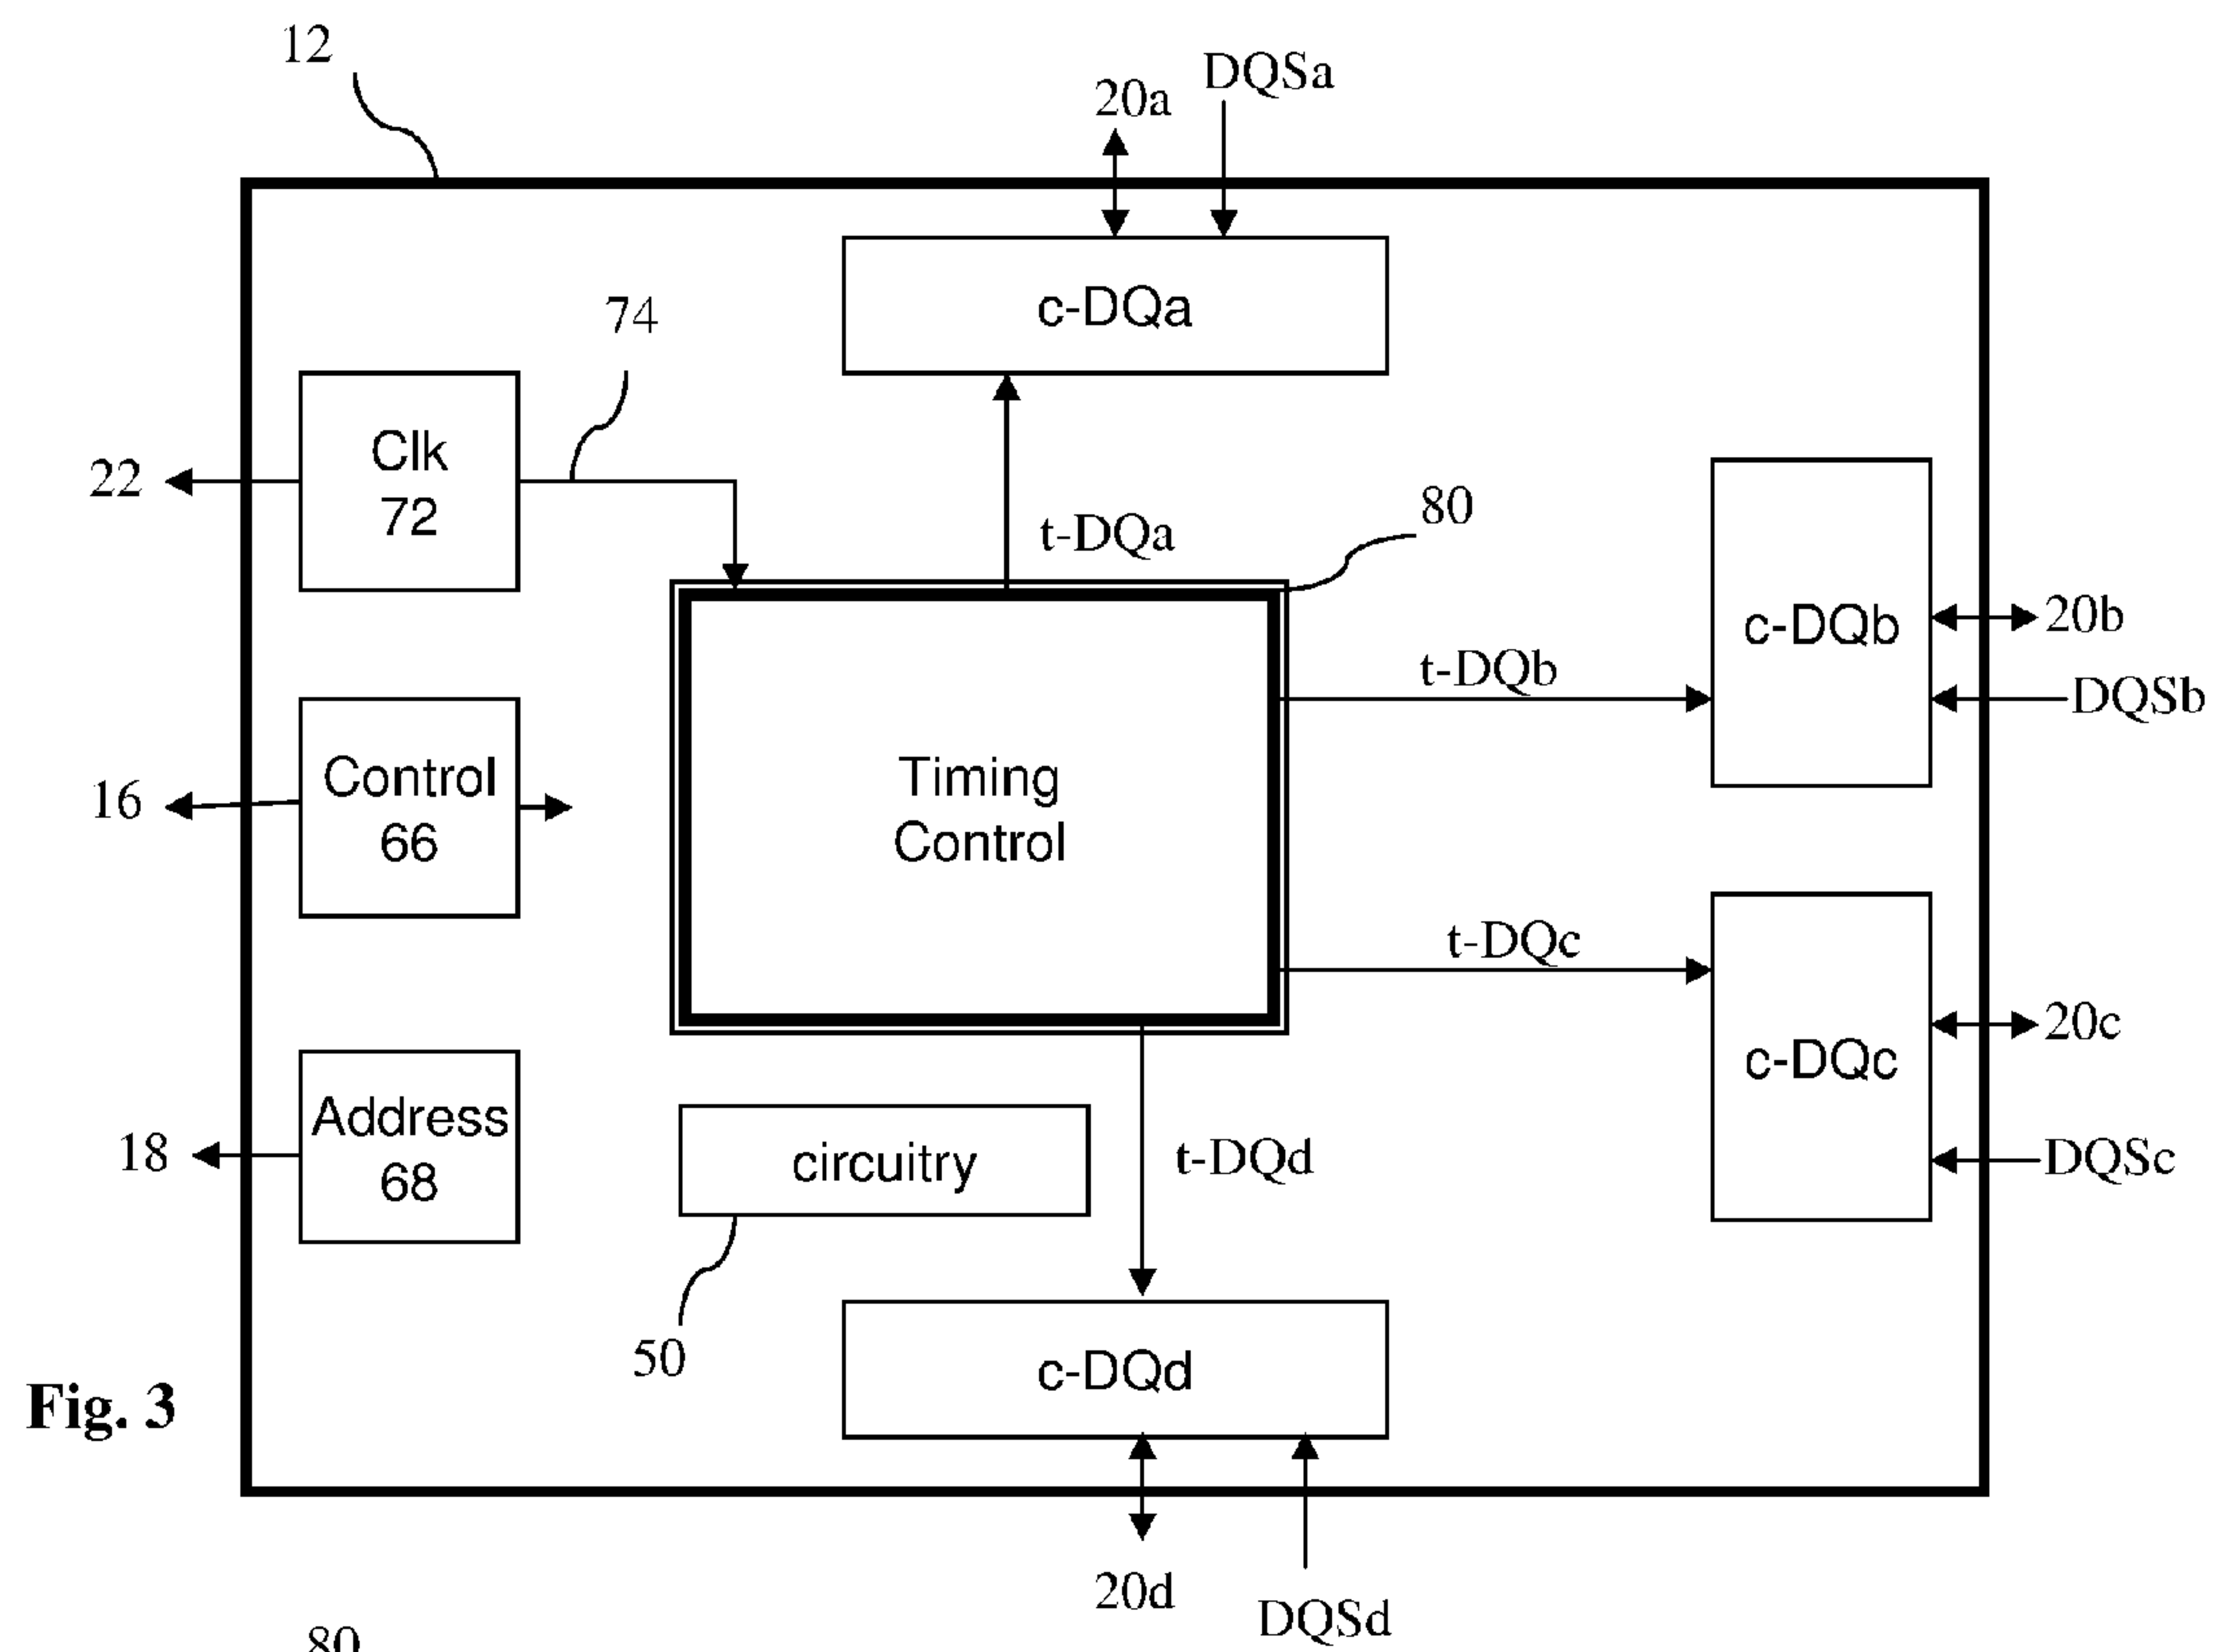 12
20a
DQSa
c-DQa
74
Clk
72
22
t-DQa
80
c-DQb
20b
t-DQb
DQSb
Timing
Control
Control
66
16
t-DQc
c-DQc
20c
DQSc
Address
68
18
circuitry
t-DQd
50
c-DQd
Fig. 3
20d
DQSd
80